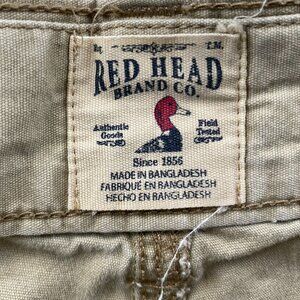 T.M.
RED HEAD
BRAND CO.
Authentic Goods
Field Tested
Since 1856
MADE IN BANGLADESH
FABRIQUÉ EN BANGLADESH
HECHO EN BANGLADESH